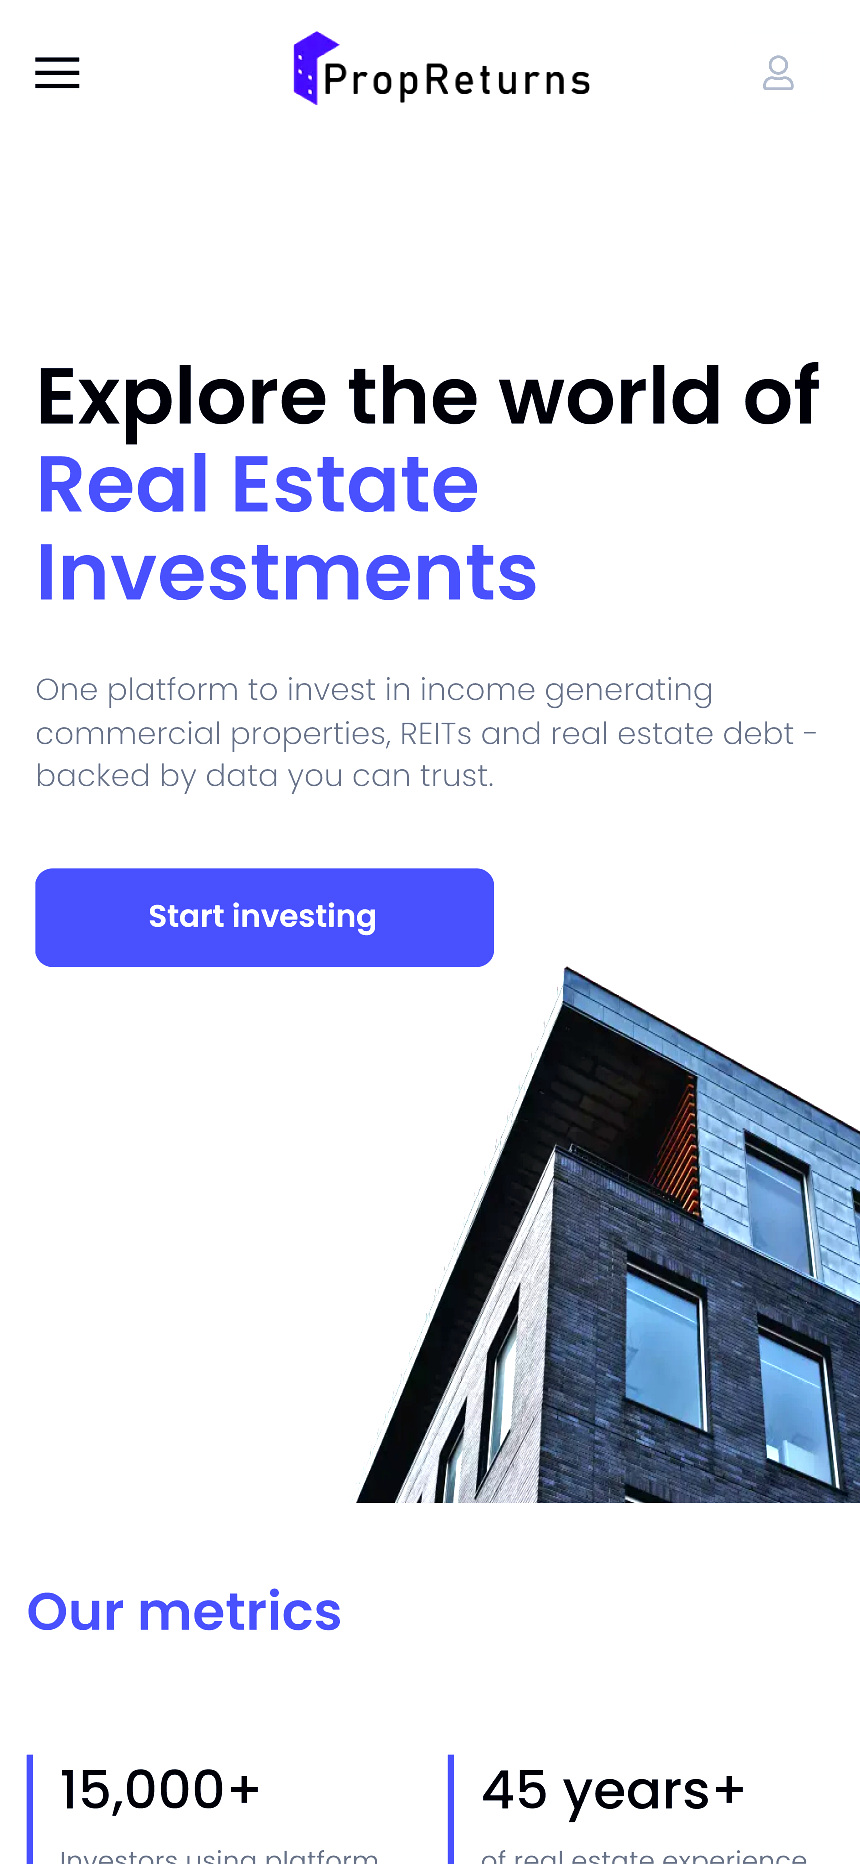 PropReturns
Explore the world of
Real Estate
Investments
One platform to invest in income generating
commercial properties, REITs and real estate debt -
backed by data you can trust.
Start investing
Our metrics
15,000+
45 years+
Investors using platform
of real estate experience